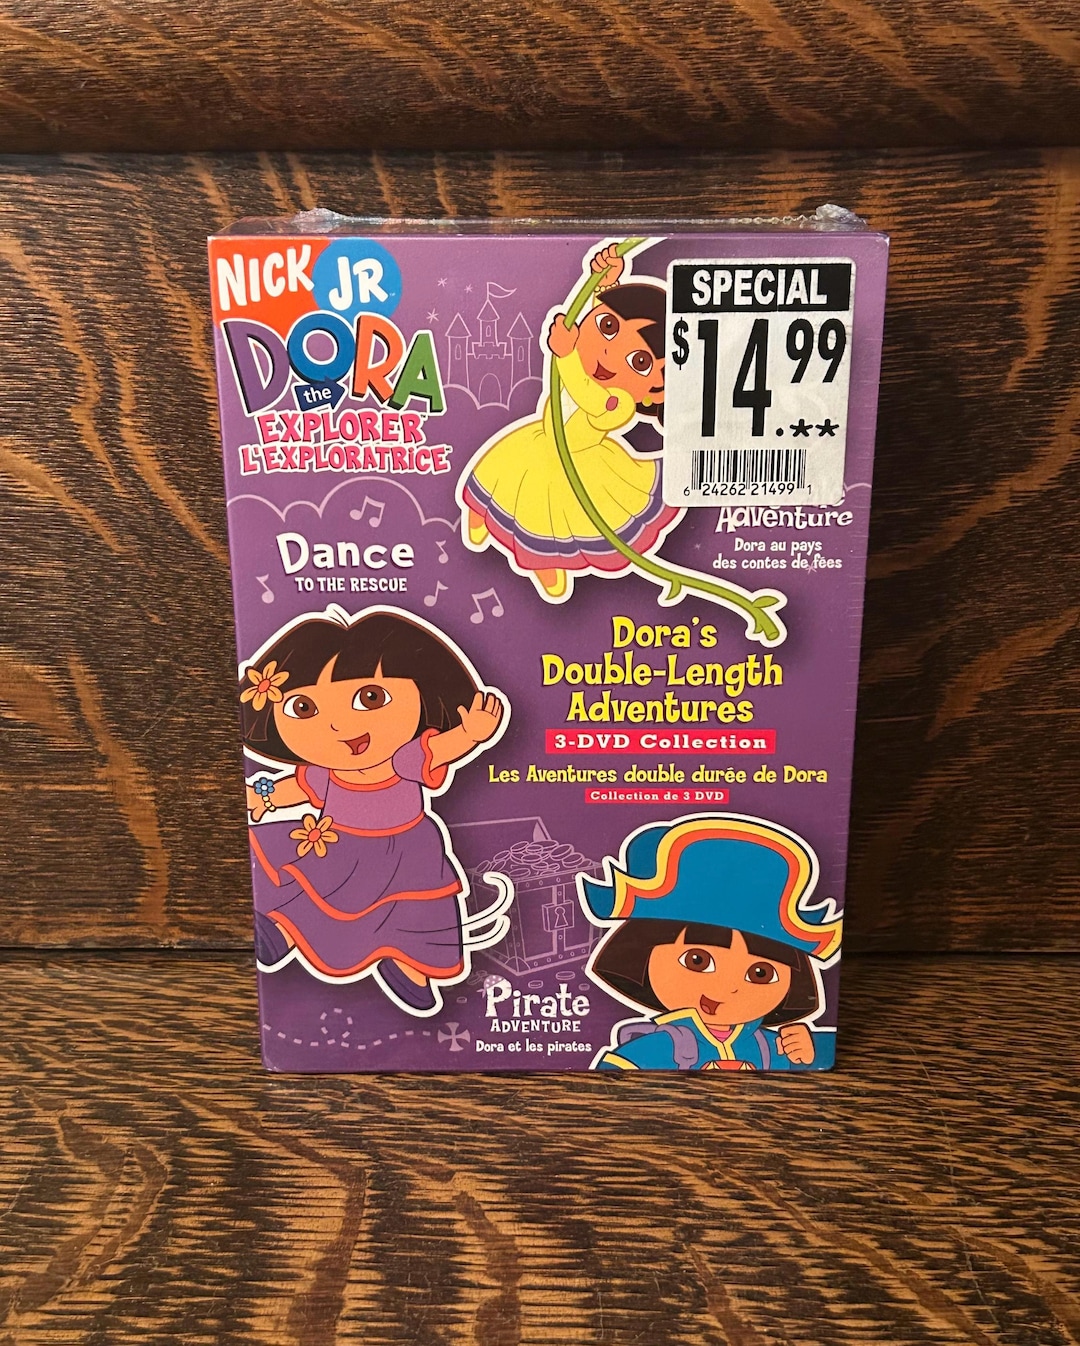 NICK JR
DORA
the
EXPLORER™
L'EXPLORATRICE™
SPECIAL
$14.99
.**
6 24262 21499 1
Adventure
Dora au pays
des contes de fées
Dance
TO THE RESCUE
Dora's
Double-Length
Adventures
3-DVD Collection
Les Aventures double durée de Dora
Collection de 3 DVD
Pirate
ADVENTURE
Dora et les pirates